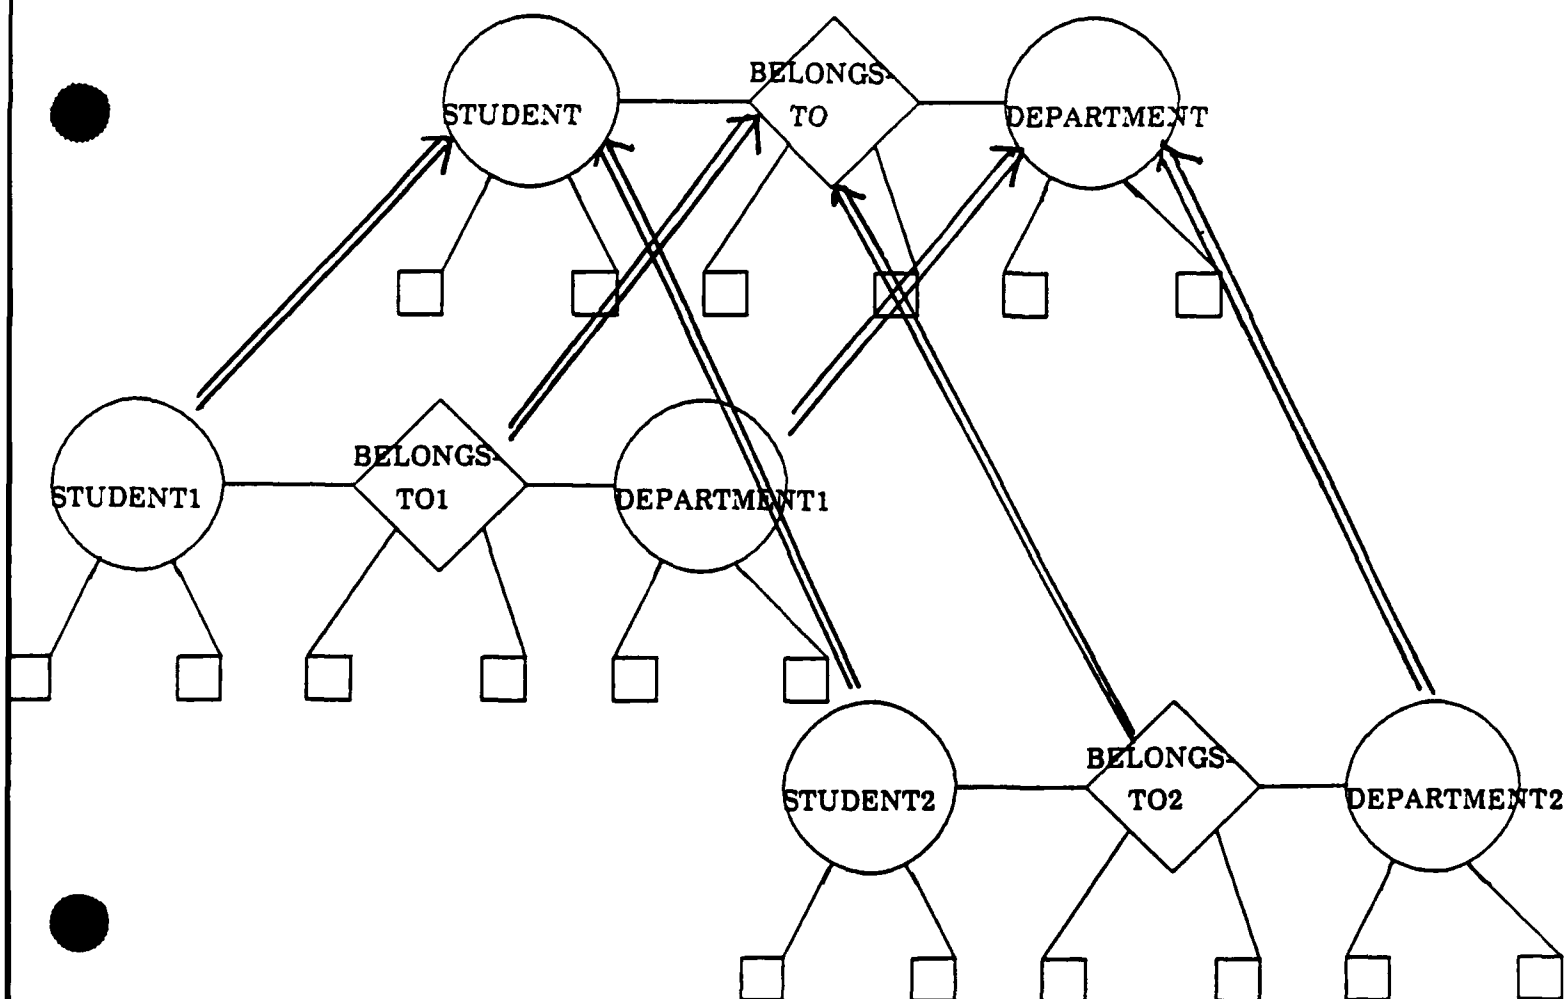 BELONGS-
STUDENT
TO
DEPARTMENT
BELONGS-
STUDENT1
TO1
DEPARTMENT1
BELONGS-
STUDENT2
TO2
DEPARTMENT2